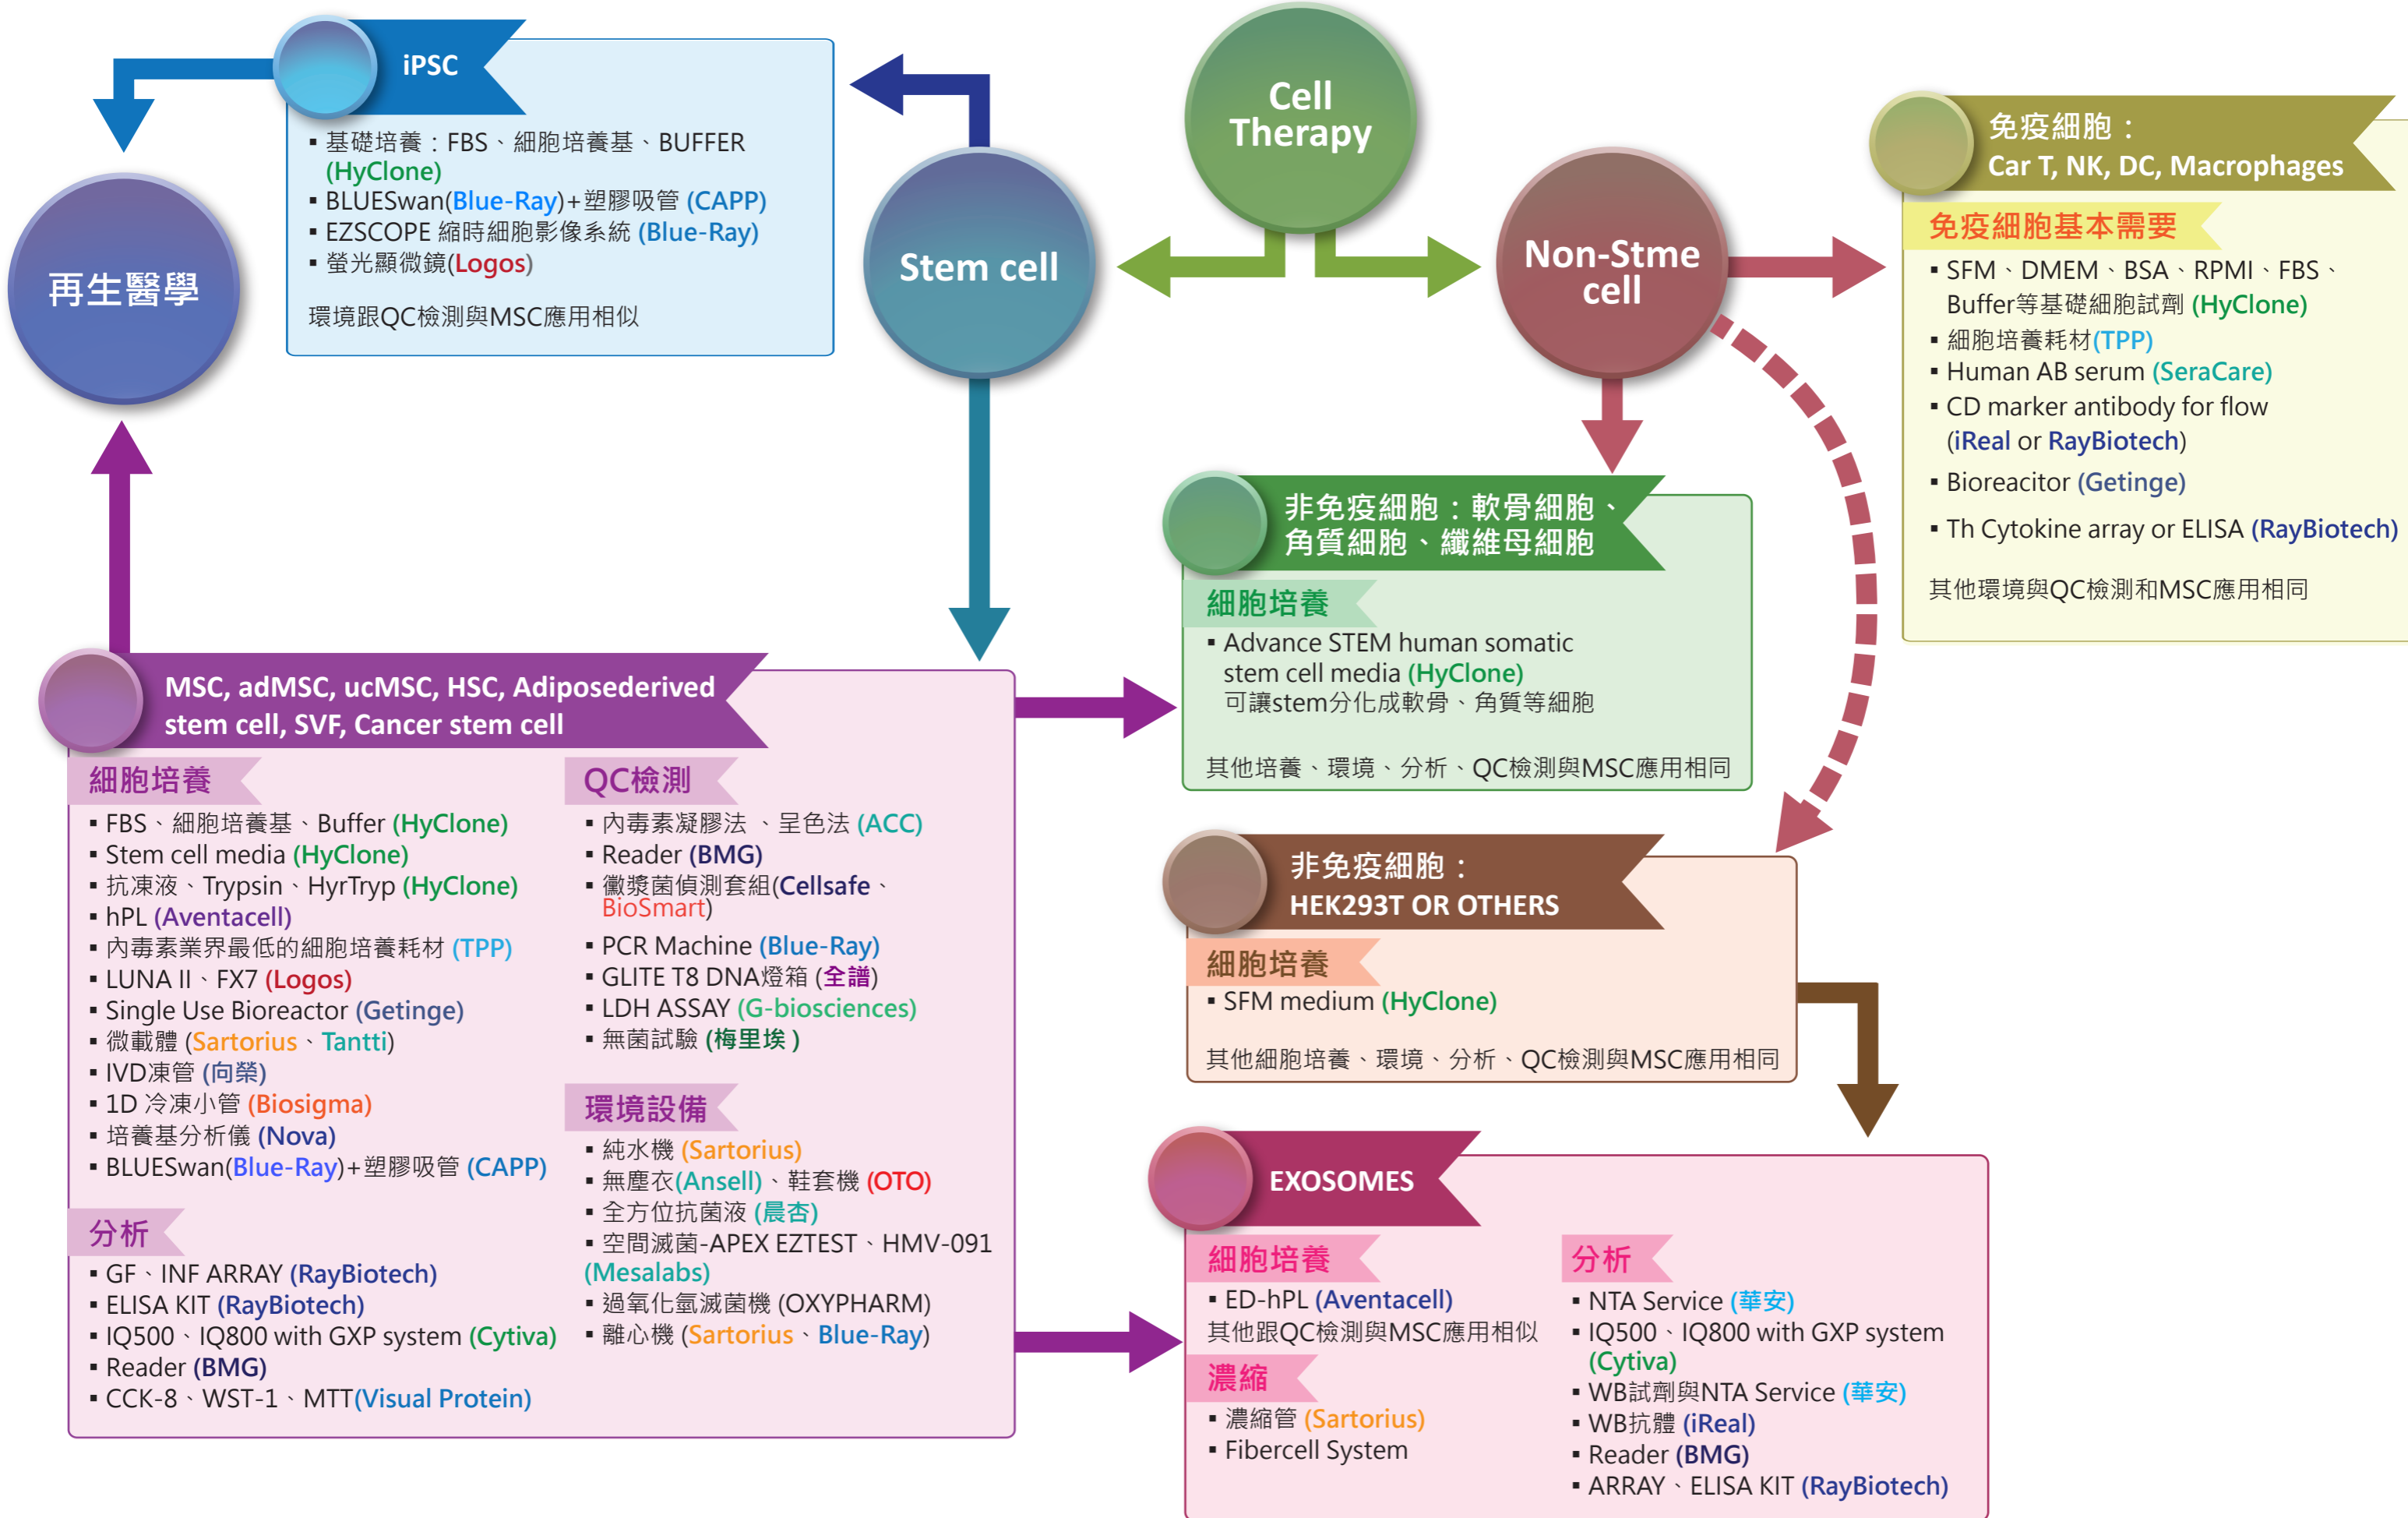 Cell
Therapy
Stem cell
Non-Stme
cell
再生醫學
iPSC
▪ 基礎培養：FBS、細胞培養基、BUFFER
(HyClone)
▪ BLUESwan(Blue-Ray)+塑膠吸管 (CAPP)
▪ EZSCOPE 縮時細胞影像系統 (Blue-Ray)
▪ 螢光顯微鏡(Logos)
環境跟QC檢測與MSC應用相似
免疫細胞：
Car T, NK, DC, Macrophages
免疫細胞基本需要
▪ SFM、DMEM、BSA、RPMI、FBS、
Buffer等基礎細胞試劑 (HyClone)
▪ 細胞培養耗材(TPP)
▪ Human AB serum (SeraCare)
▪ CD marker antibody for flow
(iReal or RayBiotech)
▪ Bioreacitor (Getinge)
▪ Th Cytokine array or ELISA (RayBiotech)
其他環境與QC檢測和MSC應用相同
非免疫細胞：軟骨細胞、
角質細胞、纖維母細胞
細胞培養
▪ Advance STEM human somatic
stem cell media (HyClone)
可讓stem分化成軟骨、角質等細胞
其他培養、環境、分析、QC檢測與MSC應用相同
MSC, adMSC, ucMSC, HSC, Adiposederived
stem cell, SVF, Cancer stem cell
細胞培養
▪ FBS、細胞培養基、Buffer (HyClone)
▪ Stem cell media (HyClone)
▪ 抗凍液、Trypsin、HyrTryp (HyClone)
▪ hPL (Aventacell)
▪ 內毒素業界最低的細胞培養耗材 (TPP)
▪ LUNA II、FX7 (Logos)
▪ Single Use Bioreactor (Getinge)
▪ 微載體 (Sartorius、Tantti)
▪ IVD凍管 (向榮)
▪ 1D 冷凍小管 (Biosigma)
▪ 培養基分析儀 (Nova)
▪ BLUESwan(Blue-Ray)+塑膠吸管 (CAPP)
分析
▪ GF、INF ARRAY (RayBiotech)
▪ ELISA KIT (RayBiotech)
▪ IQ500、IQ800 with GXP system (Cytiva)
▪ Reader (BMG)
▪ CCK-8、WST-1、MTT(Visual Protein)
QC檢測
▪ 內毒素凝膠法 、呈色法 (ACC)
▪ Reader (BMG)
▪ 黴漿菌偵測套組(Cellsafe、
BioSmart)
▪ PCR Machine (Blue-Ray)
▪ GLITE T8 DNA燈箱 (全譜)
▪ LDH ASSAY (G-biosciences)
▪ 無菌試驗 (梅里埃 )
環境設備
▪ 純水機 (Sartorius)
▪ 無塵衣(Ansell)、鞋套機 (OTO)
▪ 全方位抗菌液 (晨杏)
▪ 空間滅菌-APEX EZTEST、HMV-091
(Mesalabs)
▪ 過氧化氫滅菌機 (OXYPHARM)
▪ 離心機 (Sartorius、Blue-Ray)
非免疫細胞：
HEK293T OR OTHERS
細胞培養
▪ SFM medium (HyClone)
其他細胞培養、環境、分析、QC檢測與MSC應用相同
EXOSOMES
細胞培養
▪ ED-hPL (Aventacell)
其他跟QC檢測與MSC應用相似
濃縮
▪ 濃縮管 (Sartorius)
▪ Fibercell System
分析
▪ NTA Service (華安)
▪ IQ500、IQ800 with GXP system
(Cytiva)
▪ WB試劑與NTA Service (華安)
▪ WB抗體 (iReal)
▪ Reader (BMG)
▪ ARRAY、ELISA KIT (RayBiotech)